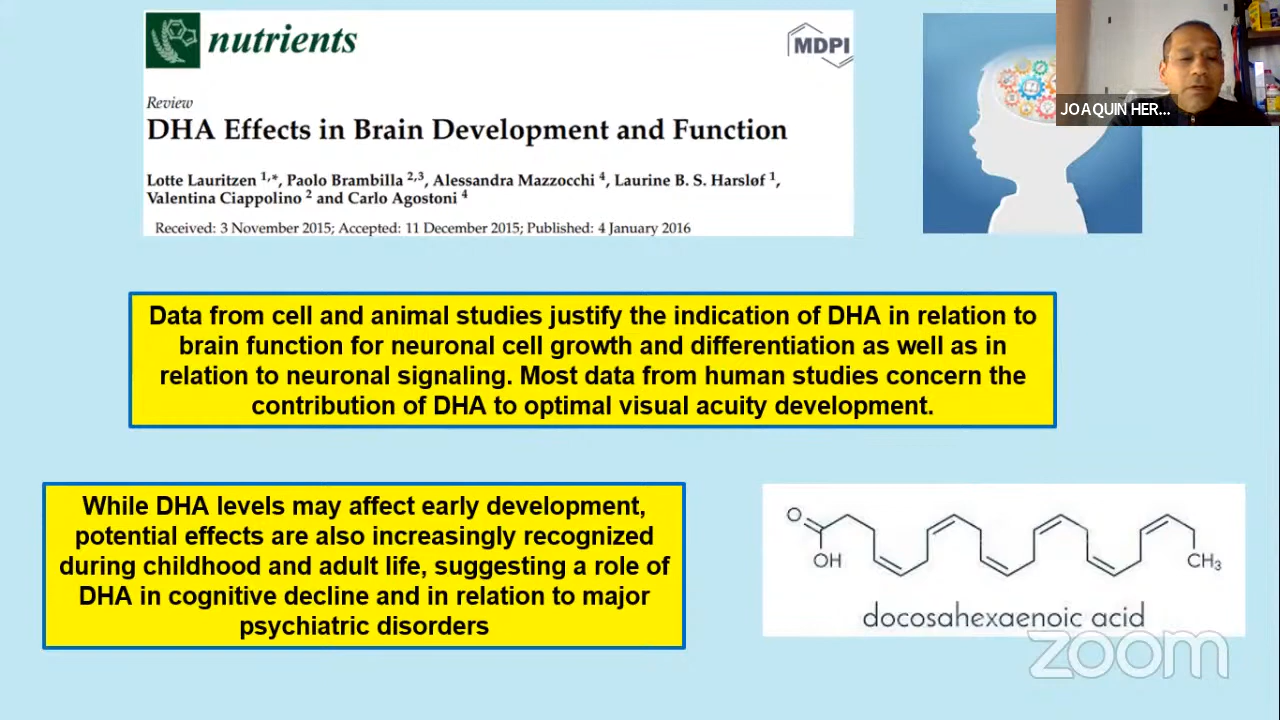 nutrients
MDPI
JOAQUIN HER...
Review
DHA Effects in Brain Development and Function
Lotte Lauritzen 1,*, Paolo Brambilla 2,3, Alessandra Mazzocchi 4, Laurine B. S. Harsløf 1,
Valentina Ciappolino 2 and Carlo Agostoni 4
Received: 3 November 2015; Accepted: 11 December 2015; Published: 4 January 2016
Data from cell and animal studies justify the indication of DHA in relation to
brain function for neuronal cell growth and differentiation as well as in
relation to neuronal signaling. Most data from human studies concern the
contribution of DHA to optimal visual acuity development.
While DHA levels may affect early development,
potential effects are also increasingly recognized
during childhood and adult life, suggesting a role of
DHA in cognitive decline and in relation to major
psychiatric disorders
O
OH
CH3
docosahexaenoic acid
zoom